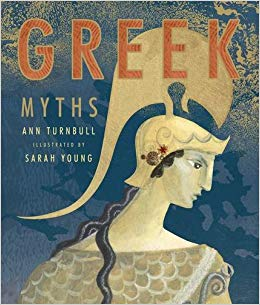 GREEK
MYTHS
ANN TURNBULL
ILLUSTRATED BY
SARAH YOUNG